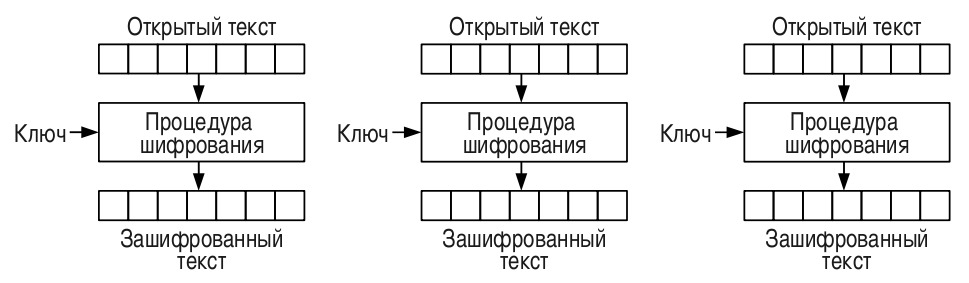 Открытый текст
Ключ
Процедура
шифрования
Зашифрованный
текст
Открытый текст
Ключ
Процедура
шифрования
Зашифрованный
текст
Открытый текст
Ключ
Процедура
шифрования
Зашифрованный
текст